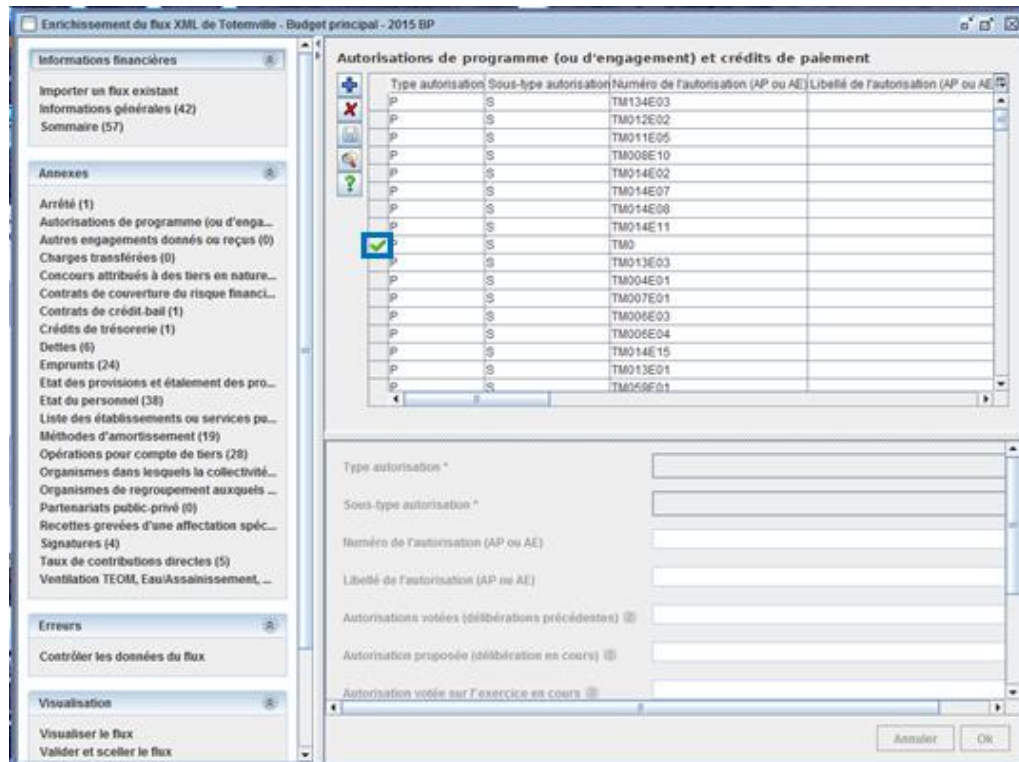 Enrichissement du flux XML de Totemville - Budget principal - 2015 BP
Informations financières
Importer un flux existant
Informations générales (42)
Sommaire (57)
Annexes
Arrêté (1)
Autorisations de programme (ou d'enga...
Autres engagements donnés ou reçus (0)
Charges transférées (0)
Concours attribués à des tiers en nature...
Contrats de couverture du risque financi...
Contrats de crédit-bail (1)
Crédits de trésorerie (1)
Dettes (6)
Emprunts (24)
Etat des provisions et étalement des pro...
Etat du personnel (38)
Liste des établissements ou services pu...
Méthodes d'amortissement (19)
Opérations pour compte de tiers (28)
Organismes dans lesquels la collectivité...
Organismes de regroupement auxquels ...
Partenariats public-privé (0)
Recettes grevées d'une affectation spéc...
Signatures (4)
Taux de contributions directes (5)
Ventilation TEOM, Eau/Assainissement, ...
Erreurs
Contrôler les données du flux
Visualisation
Visualiser le flux
Valider et sceller le flux
Autorisations de programme (ou d'engagement) et crédits de paiement
Type autorisation Sous-type autorisation Numéro de l'autorisation (AP ou AE) Libellé de l'autorisation (AP ou AE
P S TM134E03
P S TM012E02
P S TM011E05
P S TM008E10
P S TM014E02
P S TM014E07
P S TM014E08
P S TM014E11
P S TM0
P S TM013E03
P S TM004E01
P S TM007E01
P S TM006E03
P S TM006E04
P S TM014E15
P S TM013E01
P S TM059E01
Type autorisation *
Sous-type autorisation *
Numéro de l'autorisation (AP ou AE)
Libellé de l'autorisation (AP ou AE)
Autorisations votées (délibérations précédentes)
Autorisation proposée (délibération en cours)
Autorisation votée sur l'exercice en cours
Annuler Ok